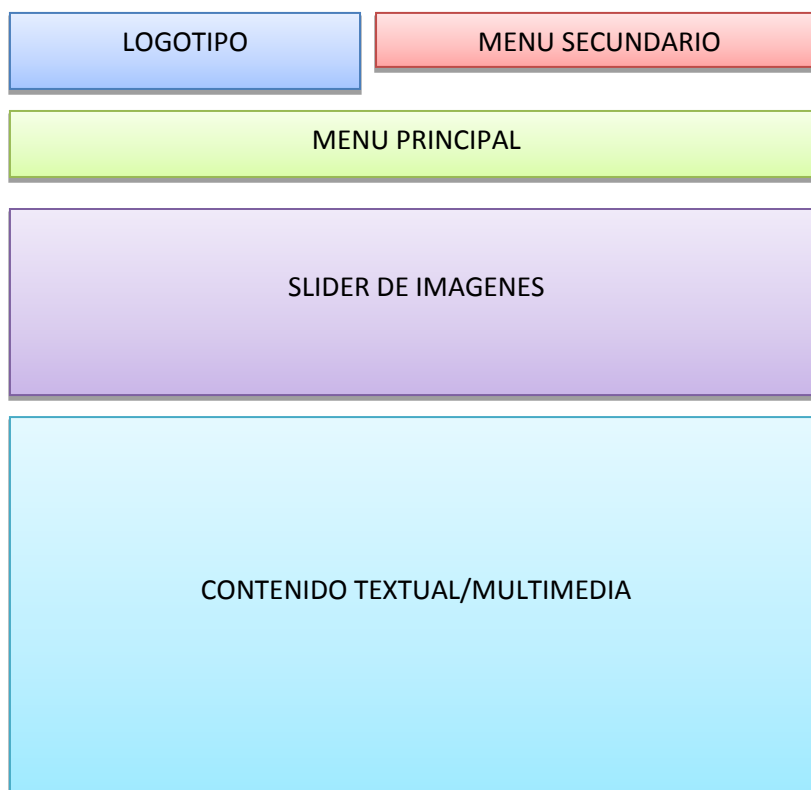 LOGOTIPO
MENU SECUNDARIO
MENU PRINCIPAL
SLIDER DE IMAGENES
CONTENIDO TEXTUAL/MULTIMEDIA